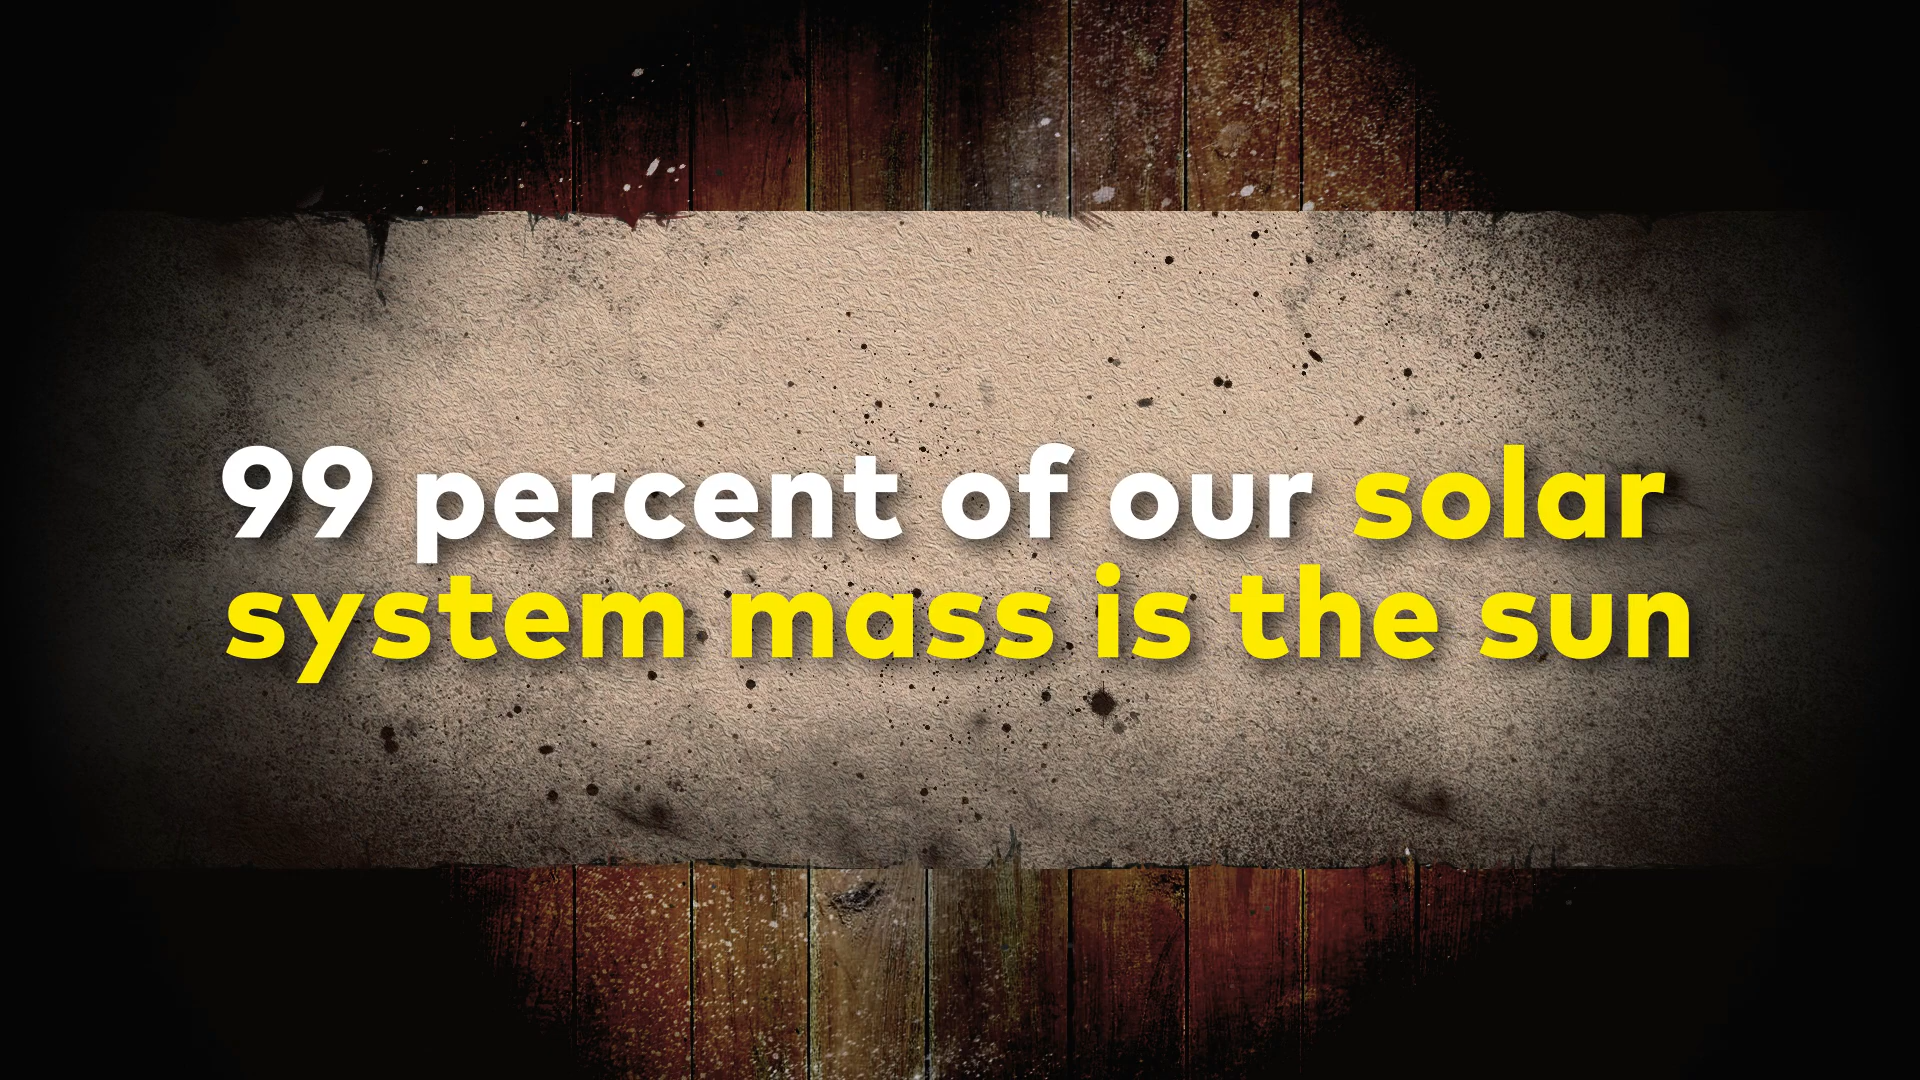 99 percent of our solar
system mass is the sun